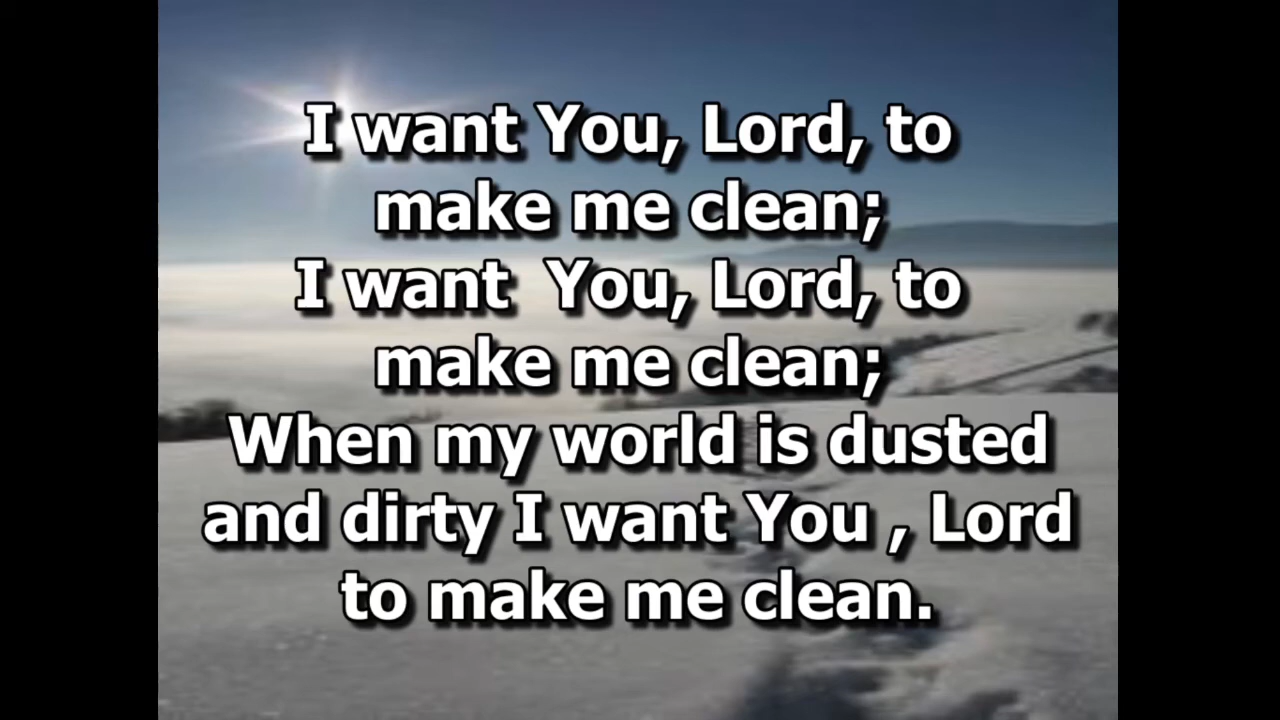 I want You, Lord, to
make me clean;
I want  You, Lord, to
make me clean;
When my world is dusted
and dirty I want You , Lord
to make me clean.